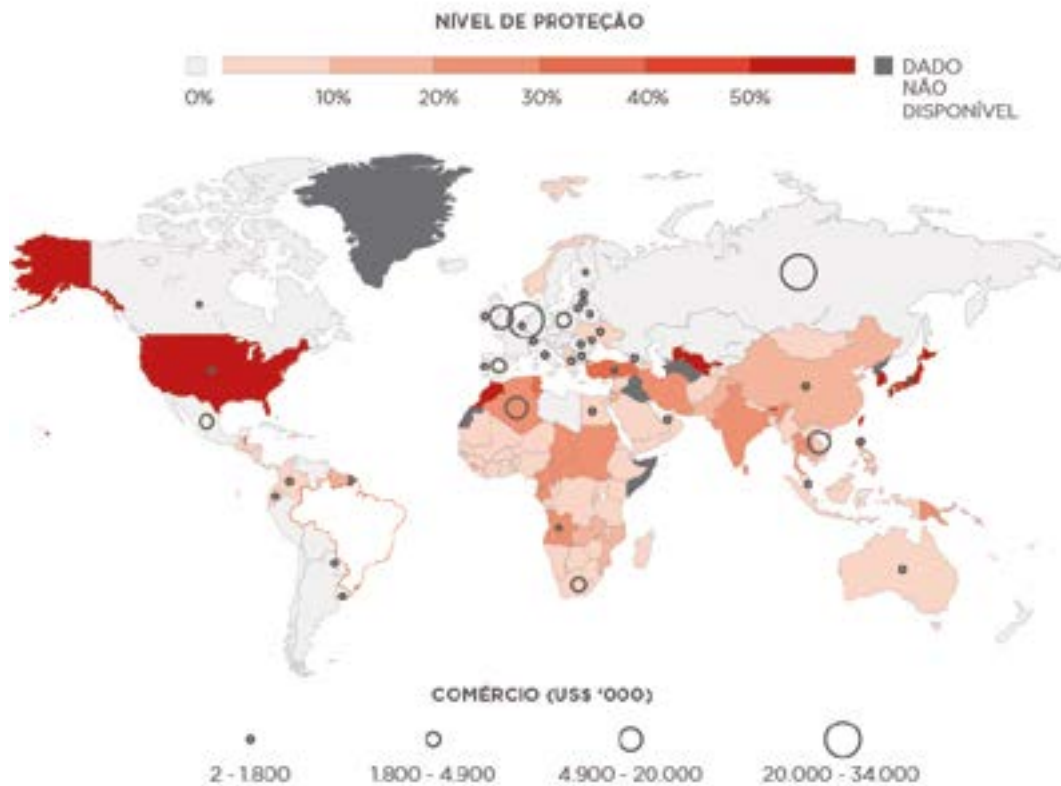 NÍVEL DE PROTEÇÃO
0% 10% 20% 30% 40% 50%
DADO
NÃO
DISPONÍVEL
COMÉRCIO (US$ '000)
2 - 1.800 1.800 - 4.900 4.900 - 20.000 20.000 - 34.000